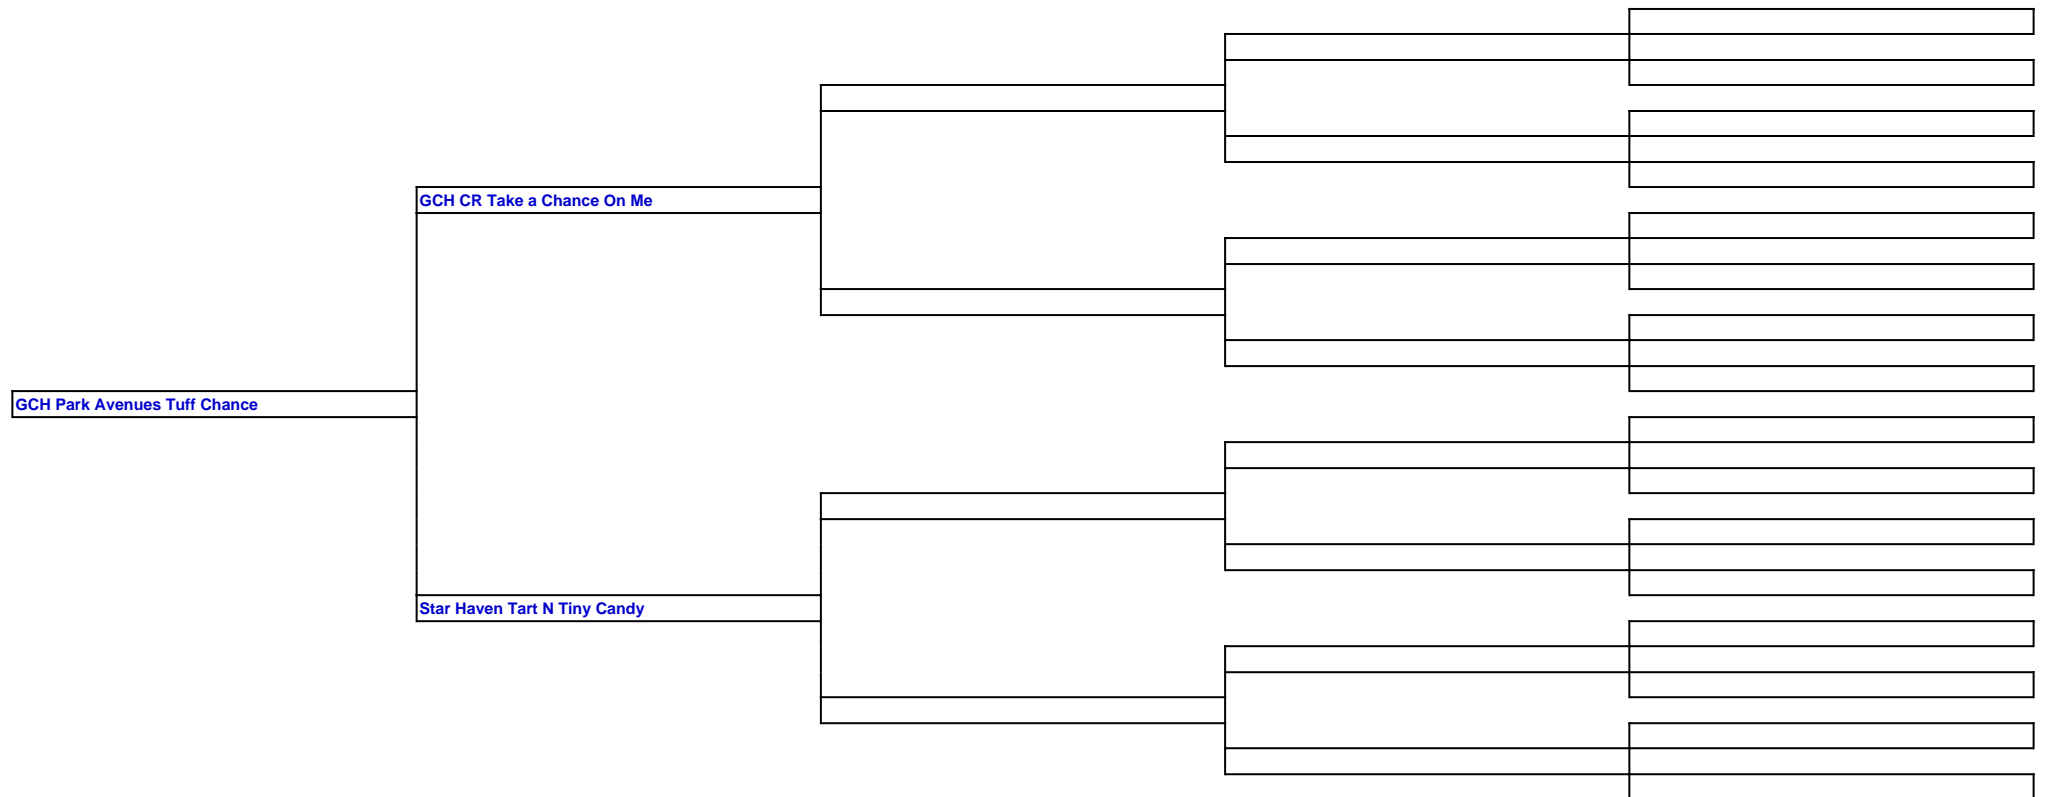 GCH CR Take a Chance On Me
GCH Park Avenues Tuff Chance
Star Haven Tart N Tiny Candy